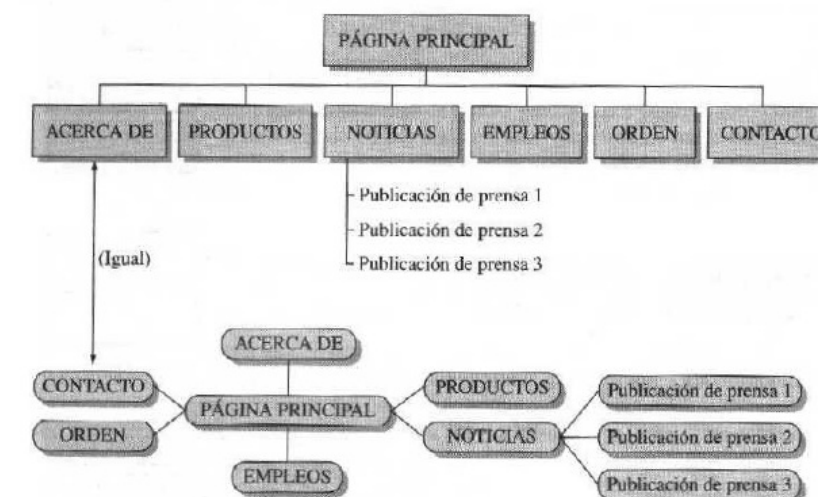 PÁGINA PRINCIPAL
ACERCA DE PRODUCTOS NOTICIAS EMPLEOS ORDEN CONTACTO
Publicación de prensa 1
Publicación de prensa 2
(Igual)
Publicación de prensa 3
ACERCA DE
CONTACTO PRODUCTOS Publicación de prensa 1
PÁGINA PRINCIPAL
ORDEN NOTICIAS Publicación de prensa 2
EMPLEOS Publicación de prensa 3